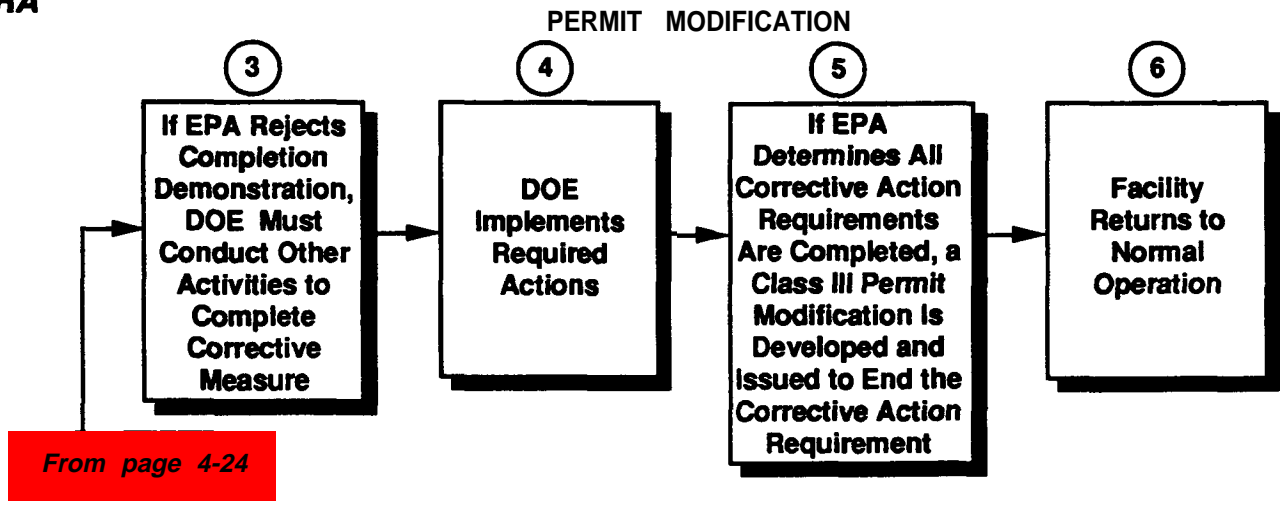 PERMIT MODIFICATION
3
If EPA Rejects
Completion
Demonstration,
DOE Must
Conduct Other
Activities to
Complete
Corrective
Measure
4
DOE
Implements
Required
Actions
5
If EPA
Determines All
Corrective Action
Requirements
Are Completed, a
Class III Permit
Modification Is
Developed and
Issued to End the
Corrective Action
Requirement
6
Facility
Returns to
Normal
Operation
From page 4-24